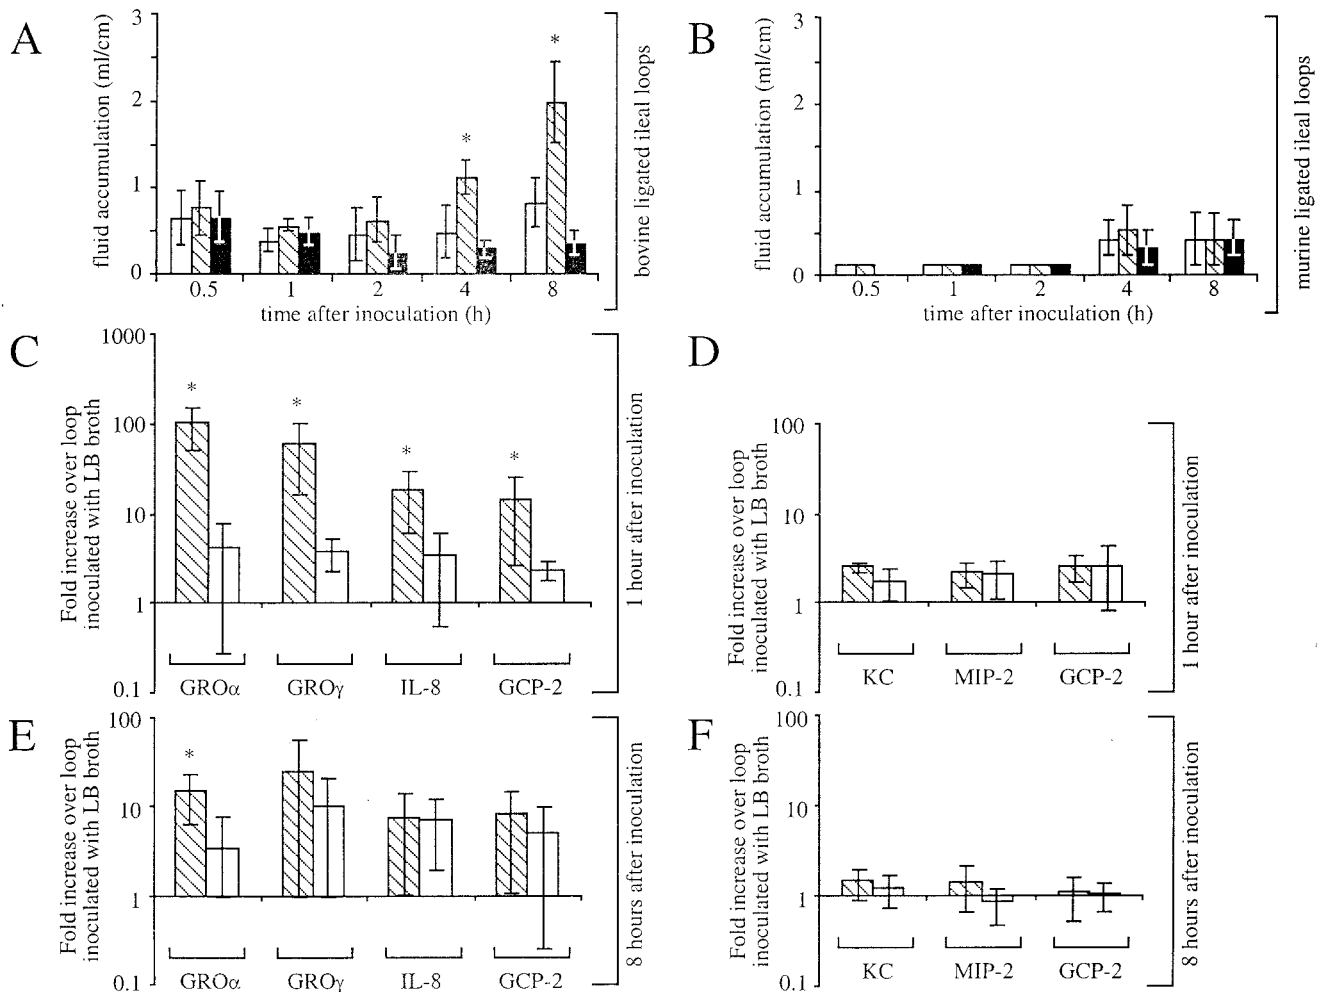 A
fluid accumulation (ml/cm)
3
2
1
0
*
*
0.5 1 2 4 8
time after inoculation (h)
bovine ligated ileal loops
B
fluid accumulation (ml/cm)
3
2
1
0
0.5 1 2 4 8
time after inoculation (h)
murine ligated ileal loops
C
Fold increase over loop
inoculated with LB broth
1000
100
10
1
0.1
* * * *
GROα GROγ IL-8 GCP-2
1 hour after inoculation
D
Fold increase over loop
inoculated with LB broth
100
10
1
0.1
KC MIP-2 GCP-2
1 hour after inoculation
E
Fold increase over loop
inoculated with LB broth
100
10
1
0.1
*
GROα GROγ IL-8 GCP-2
8 hours after inoculation
F
Fold increase over loop
inoculated with LB broth
100
10
1
0.1
KC MIP-2 GCP-2
8 hours after inoculation